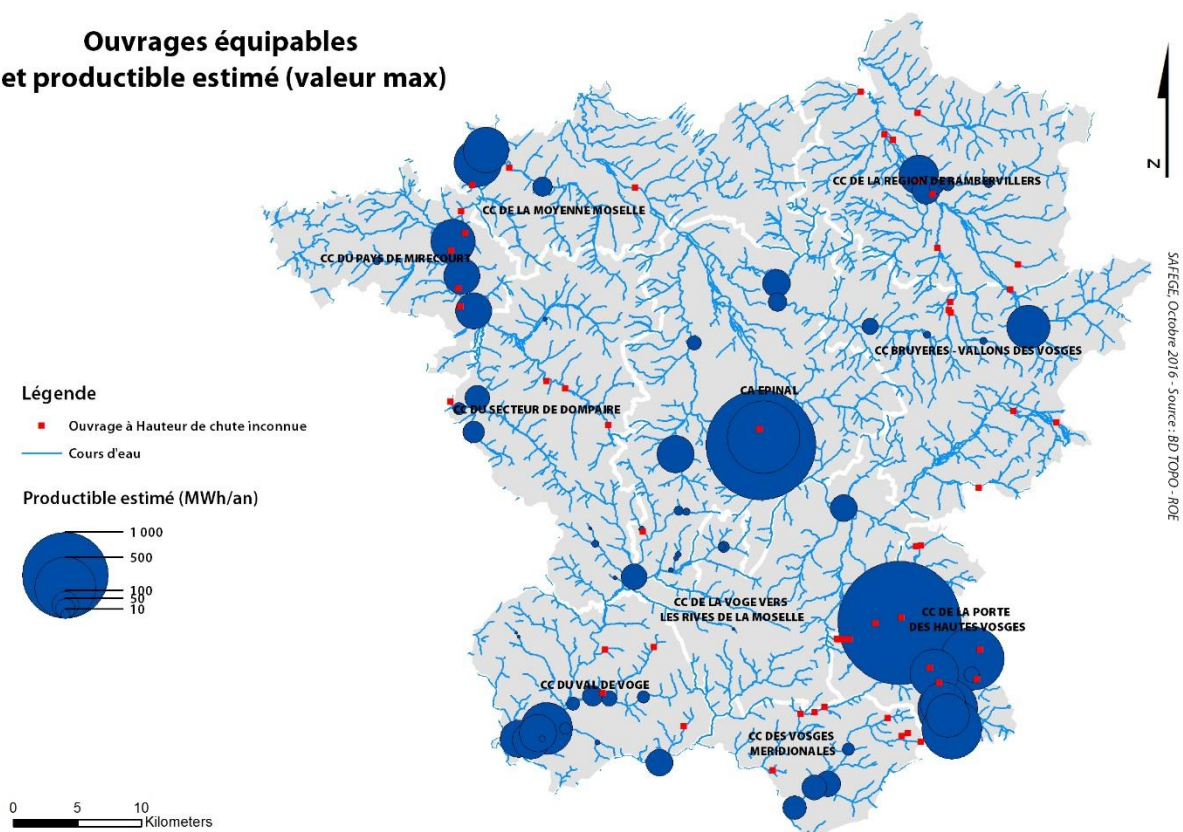 Ouvrages équipables
et productible estimé (valeur max)
N
CC DE LA REGION DE RAMBERVILLERS
CC DE LA MOYENNE MOSELLE
CC DU PAYS DE MIRECOURT
CC BRUYERES - VALLONS DES VOSGES
CA EPINAL
CC DU SECTEUR DE DOMPAIRE
CC DE LA VOGE VERS
LES RIVES DE LA MOSELLE
CC DE LA PORTE
DES HAUTES VOSGES
CC DU VAL DE VOGE
CC DES VOSGES
MERIDIONALES
Légende
Ouvrage à Hauteur de chute inconnue
Cours d'eau
Productible estimé (MWh/an)
1 000
500
100
50
10
0 5 10
Kilometers
SAFEGE, Octobre 2016 - Source : BD TOPO - ROE